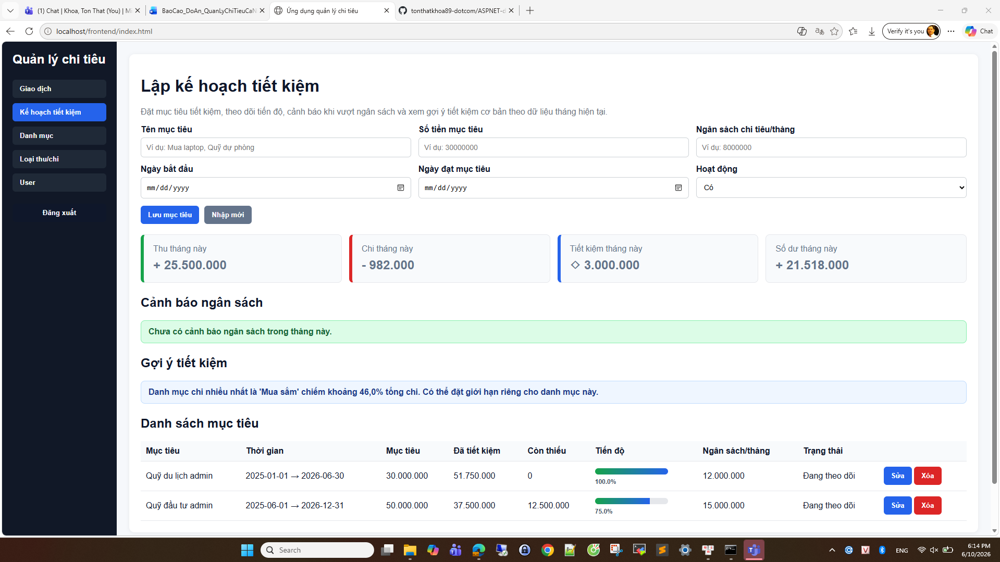 (1) Chat | Khoa, Ton That (You) | Mi
BaoCao_DoAn_QuanLyChiTieuCaN
Ứng dụng quản lý chi tiêu
tonthatkhoa89-dotcom/ASPNET-d
localhost/frontend/index.html
Verify it's you
Chat
Quản lý chi tiêu
Giao dịch
Kế hoạch tiết kiệm
Danh mục
Loại thu/chi
User
Đăng xuất
Lập kế hoạch tiết kiệm
Đặt mục tiêu tiết kiệm, theo dõi tiến độ, cảnh báo khi vượt ngân sách và xem gợi ý tiết kiệm cơ bản theo dữ liệu tháng hiện tại.
Tên mục tiêu Số tiền mục tiêu Ngân sách chi tiêu/tháng
Ví dụ: Mua laptop, Quỹ dự phòng Ví dụ: 30000000 Ví dụ: 8000000
Ngày bắt đầu Ngày đạt mục tiêu Hoạt động
mm/dd/yyyy mm/dd/yyyy Có
Lưu mục tiêu Nhập mới
Thu tháng này Chi tháng này Tiết kiệm tháng này Số dư tháng này
+ 25.500.000 - 982.000 ◇ 3.000.000 + 21.518.000
Cảnh báo ngân sách
Chưa có cảnh báo ngân sách trong tháng này.
Gợi ý tiết kiệm
Danh mục chi nhiều nhất là 'Mua sắm' chiếm khoảng 46,0% tổng chi. Có thể đặt giới hạn riêng cho danh mục này.
Danh sách mục tiêu
Mục tiêu Thời gian Mục tiêu Đã tiết kiệm Còn thiếu Tiến độ Ngân sách/tháng Trạng thái
Quỹ du lịch admin 2025-01-01 → 2026-06-30 30.000.000 51.750.000 0 100.0% 12.000.000 Đang theo dõi Sửa Xóa
Quỹ đầu tư admin 2025-06-01 → 2026-12-31 50.000.000 37.500.000 12.500.000 75.0% 15.000.000 Đang theo dõi Sửa Xóa
Search
ENG
6:14 PM
6/10/2026